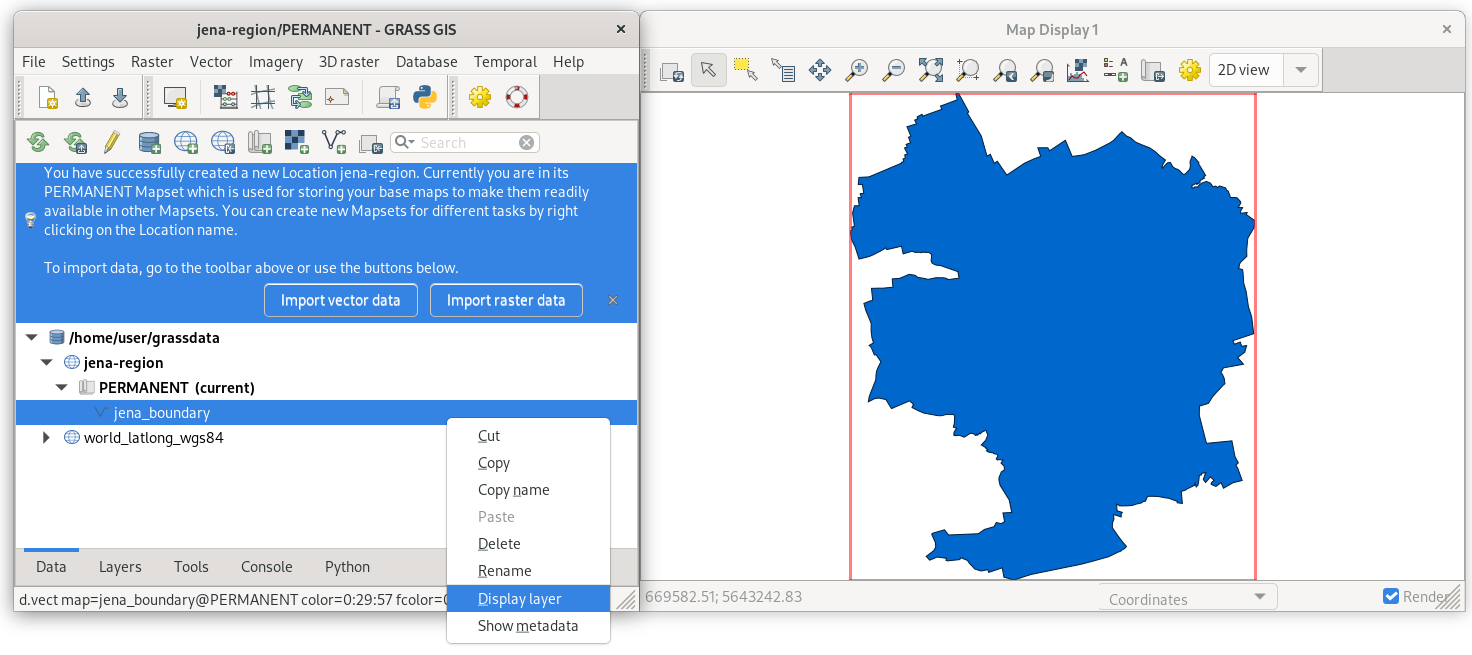 jena-region/PERMANENT - GRASS GIS
File Settings Raster Vector Imagery 3D raster Database Temporal Help
Search
You have successfully created a new Location jena-region. Currently you are in its
PERMANENT Mapset which is used for storing your base maps to make them readily
available in other Mapsets. You can create new Mapsets for different tasks by right
clicking on the Location name.
To import data, go to the toolbar above or use the buttons below.
Import vector data Import raster data
/home/user/grassdata
jena-region
PERMANENT (current)
jena_boundary
world_latlong_wgs84
Cut
Copy
Copy name
Paste
Delete
Rename
Display layer
Show metadata
Data Layers Tools Console Python
d.vect map=jena_boundary@PERMANENT color=0:29:57 fcolor=
Map Display 1
2D view
669582.51; 5643242.83
Coordinates
Render